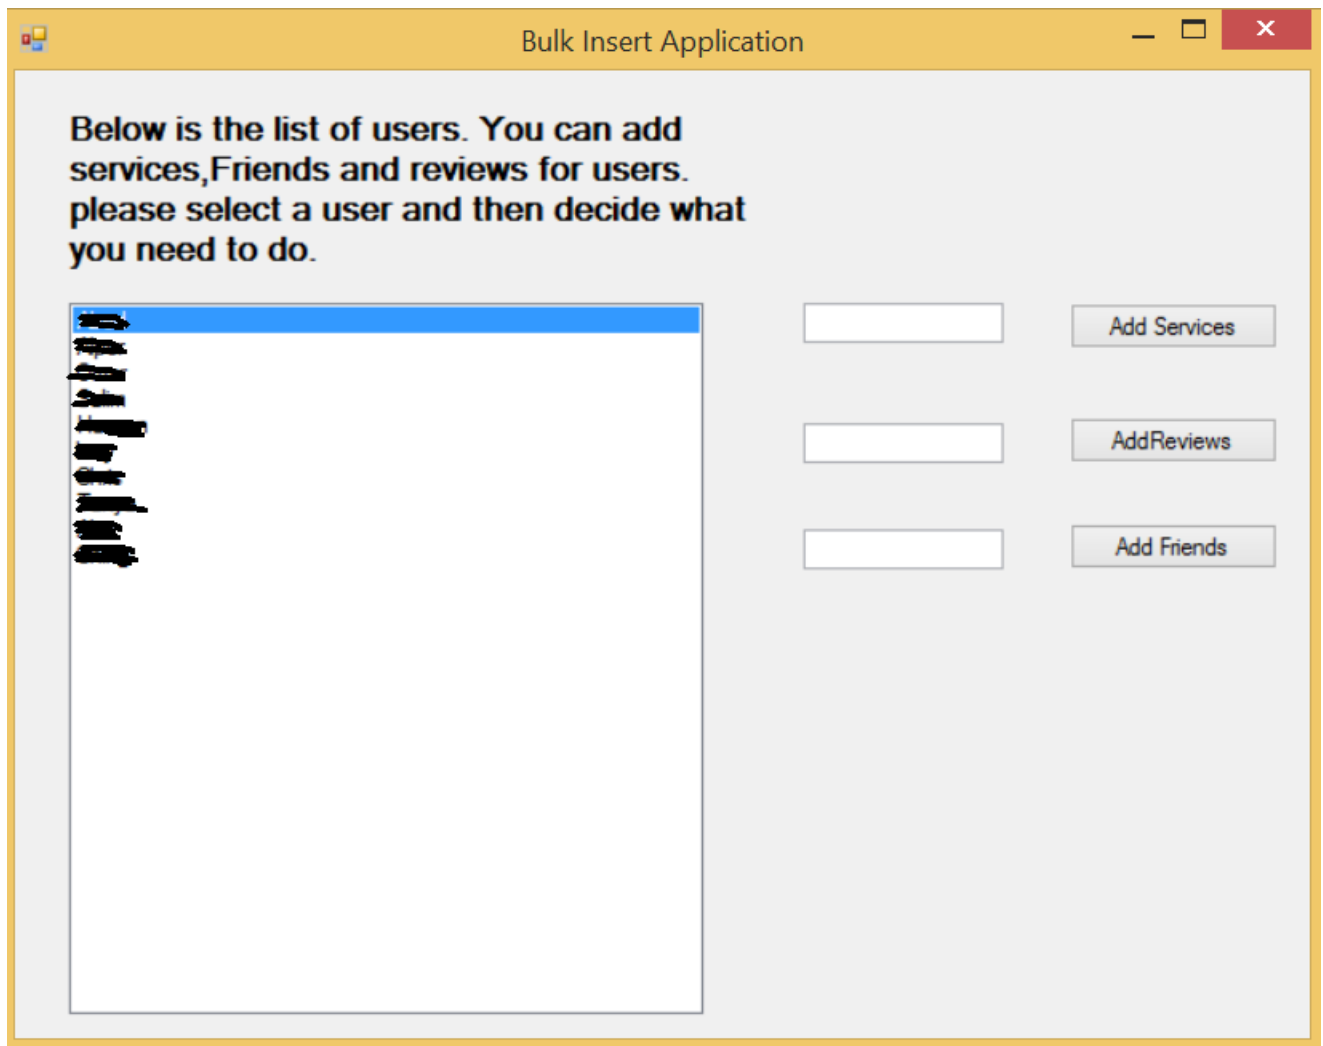 Bulk Insert Application
Below is the list of users. You can add
services,Friends and reviews for users.
please select a user and then decide what
you need to do.
Add Services
AddReviews
Add Friends